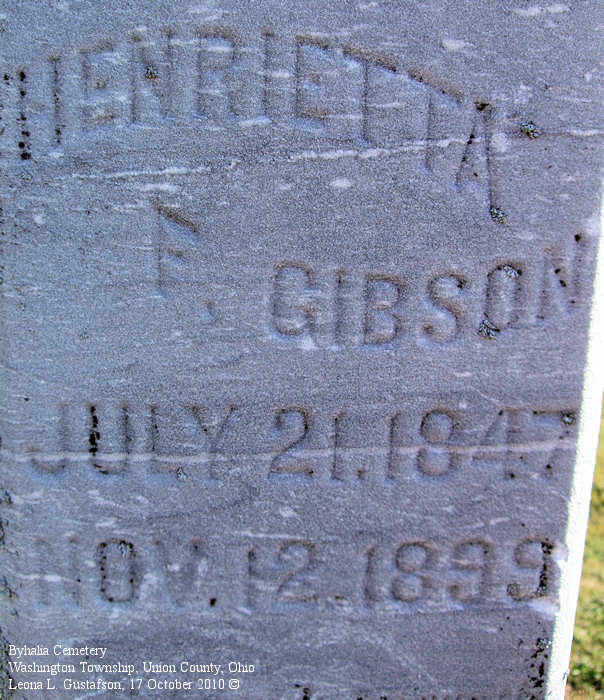 HENRIETTA
F. GIBSON
JULY 21.1847
NOV. 12.1899
Byhalia Cemetery
Washington Township, Union County, Ohio
Leona L. Gustafson, 17 October 2010 ©